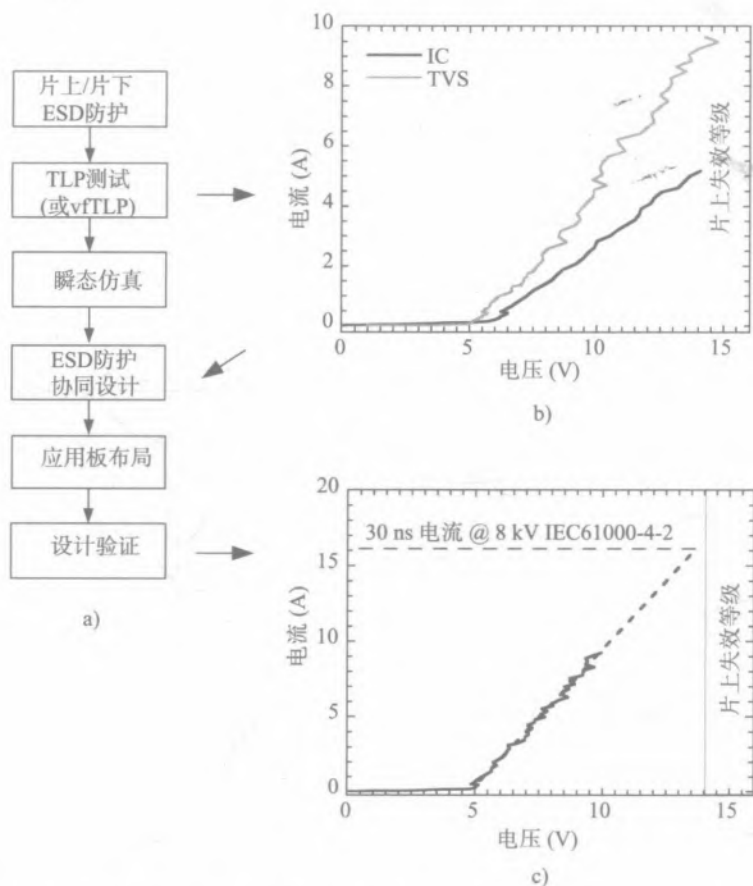 片上/片下
ESD防护
TLP测试
(或vfTLP)
瞬态仿真
ESD防护
协同设计
应用板布局
设计验证
a)
10
8
6
4
2
0
0
5
10
15
电流 (A)
电压 (V)
IC
TVS
片上失效等级
b)
20
15
10
5
0
0
5
10
15
电流 (A)
电压 (V)
30 ns 电流 @ 8 kV IEC61000-4-2
片上失效等级
c)